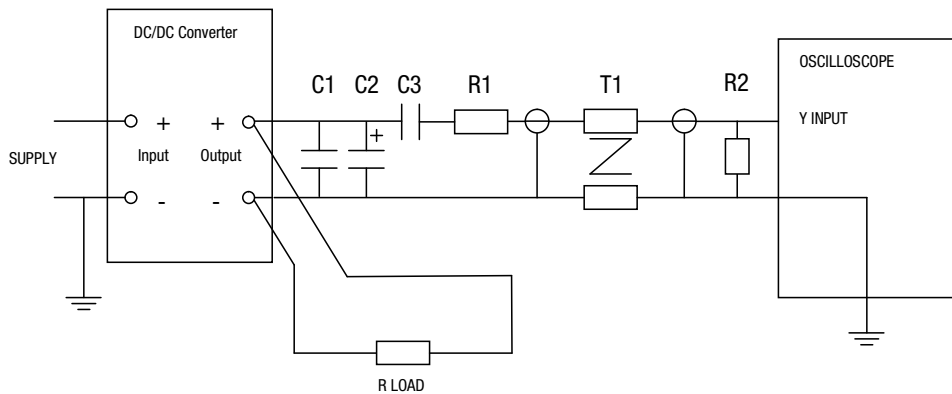 DC/DC Converter
OSCILLOSCOPE
C1 C2 C3 R1 T1 R2
+ + +
Y INPUT
SUPPLY
Input Output
- -
R LOAD